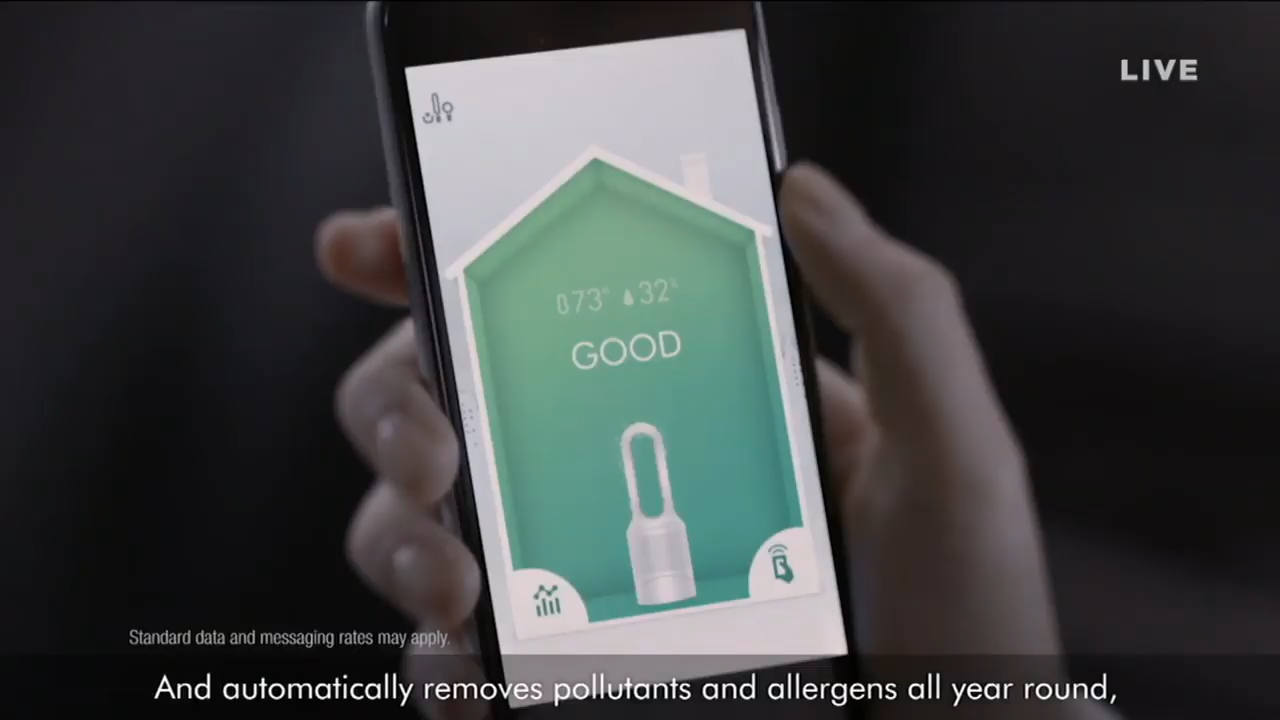 LIVE
73° 32%
GOOD
Standard data and messaging rates may apply.
And automatically removes pollutants and allergens all year round,